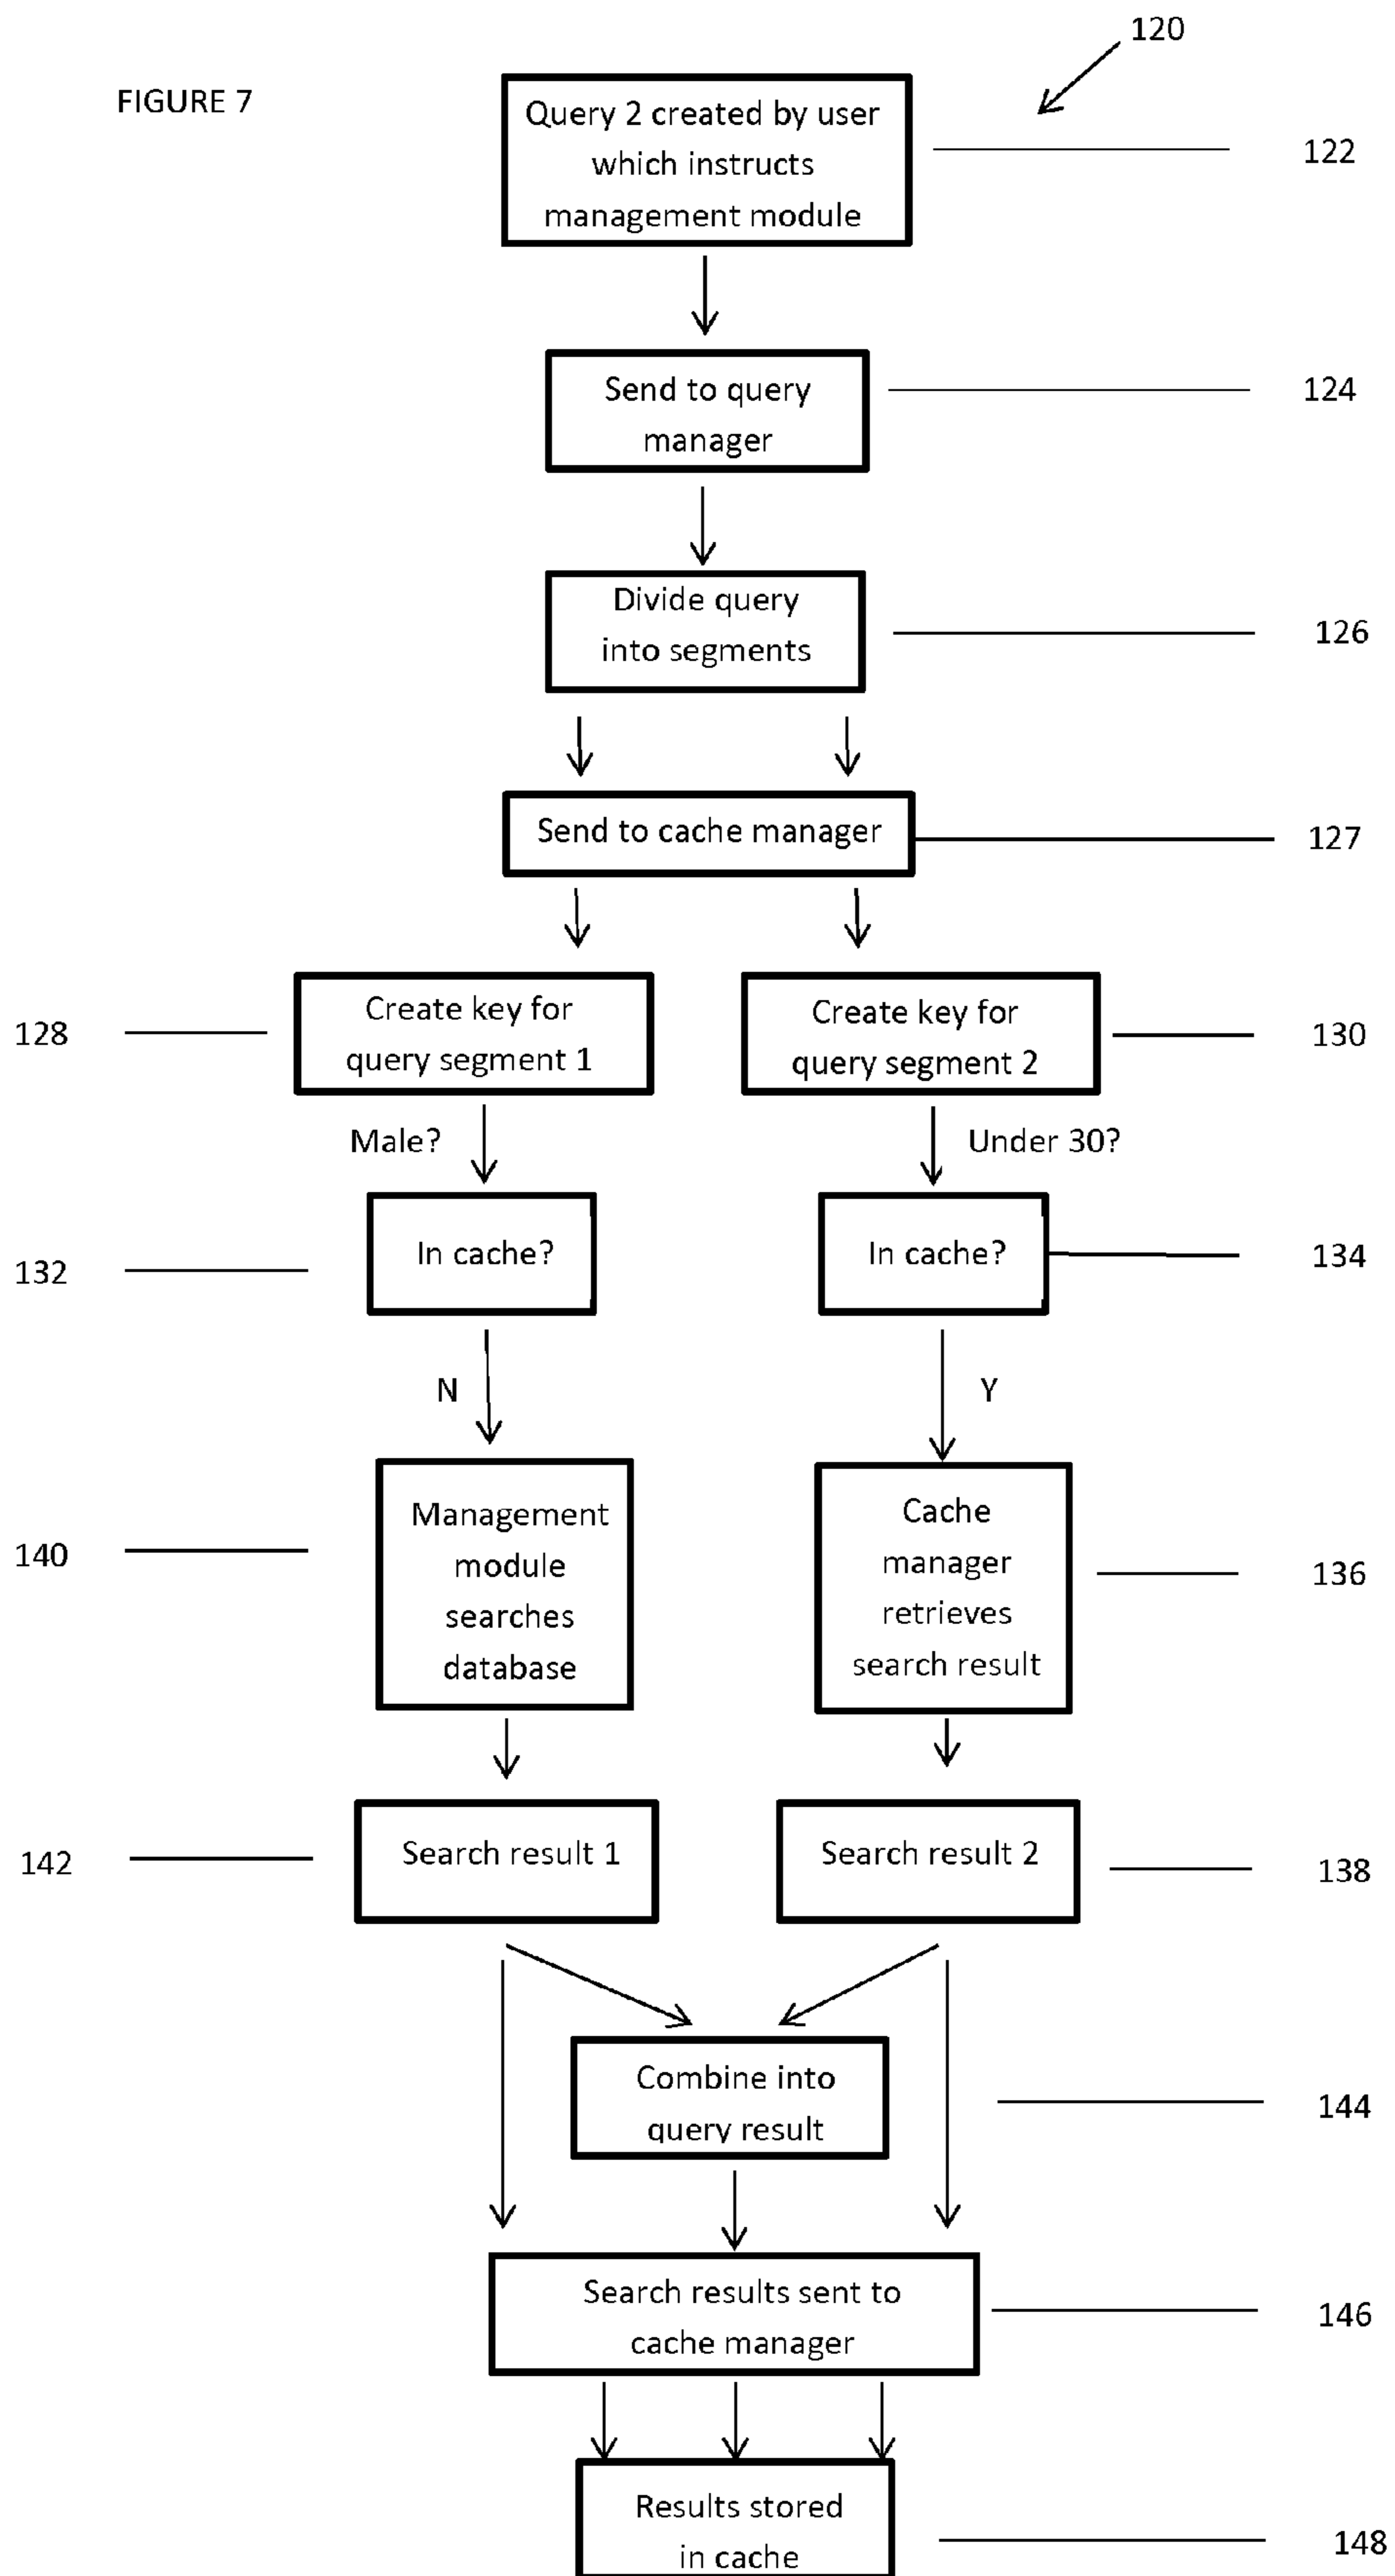 120
FIGURE 7
Query 2 created by user
which instructs
management module
122
Send to query
manager
124
Divide query
into segments
126
Send to cache manager
127
128
Create key for
query segment 1
Create key for
query segment 2
130
Male?
Under 30?
132
In cache?
In cache?
134
N
Y
140
Management
module
searches
database
Cache
manager
retrieves
search result
136
142
Search result 1
Search result 2
138
Combine into
query result
144
Search results sent to
cache manager
146
Results stored
in cache
148